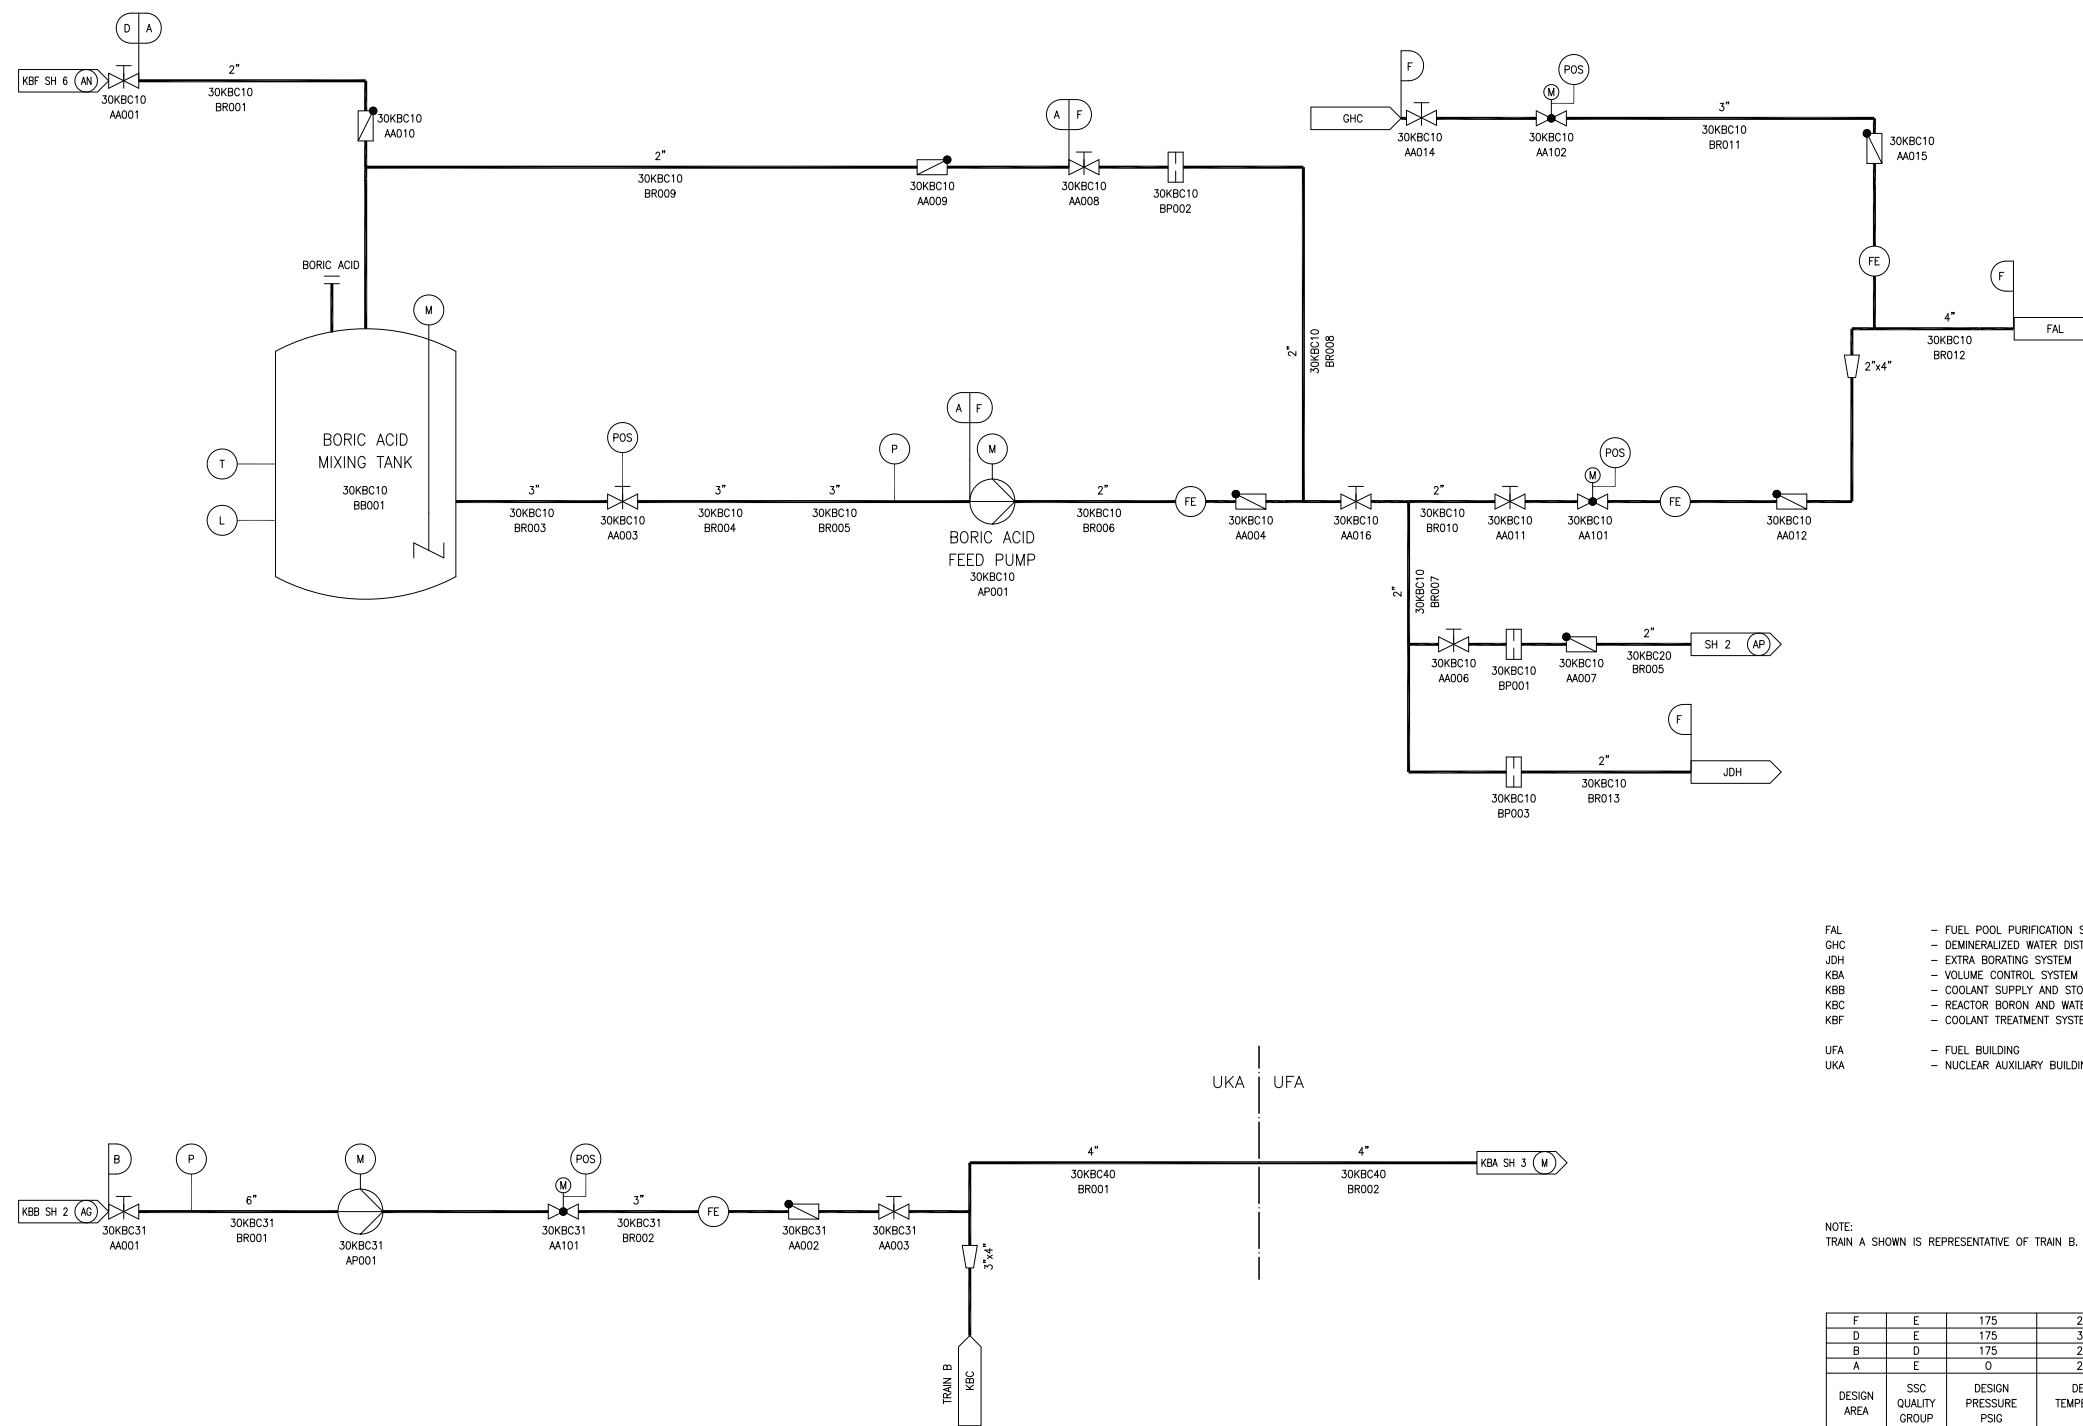 D A
KBF SH 6 AN
2"
30KBC10
BR001
30KBC10
AA001
30KBC10
AA010
A F
2"
30KBC10
BR009
30KBC10
AA009
30KBC10
AA008
30KBC10
BP002
F
POS
M
GHC
3"
30KBC10
AA014
30KBC10
AA102
30KBC10
BR011
30KBC10
AA015
FE
F
4"
FAL
30KBC10
BR012
2"x4"
BORIC ACID
M
2"
30KBC10
BR008
BORIC ACID
MIXING TANK
30KBC10
BB001
T
L
POS
P
A F
M
POS
M
3"
30KBC10
BR003
30KBC10
AA003
3"
30KBC10
BR004
3"
30KBC10
BR005
BORIC ACID
FEED PUMP
30KBC10
AP001
2"
30KBC10
BR006
FE
30KBC10
AA004
30KBC10
AA016
2"
30KBC10
BR010
30KBC10
AA011
30KBC10
AA101
FE
30KBC10
AA012
2"
30KBC10
BR007
30KBC10
AA006
30KBC10
BP001
30KBC10
AA007
2"
30KBC20
BR005
SH 2 AP
F
2"
JDH
30KBC10
BP003
30KBC10
BR013
FAL – FUEL POOL PURIFICATION
GHC – DEMINERALIZED WATER
JDH – EXTRA BORATING SYSTEM
KBA – VOLUME CONTROL SYSTEM
KBB – COOLANT SUPPLY AND
KBC – REACTOR BORON AND
KBF – COOLANT TREATMENT
UFA – FUEL BUILDING
UKA – NUCLEAR AUXILIARY
UKA UFA
B
P
M
POS
M
KBB SH 2 AG
30KBC31
AA001
6"
30KBC31
BR001
30KBC31
AP001
30KBC31
AA101
3"
30KBC31
BR002
FE
30KBC31
AA002
30KBC31
AA003
4"
30KBC40
BR001
4"
30KBC40
BR002
KBA SH 3 M
3"x4"
TRAIN B
KBC
NOTE:
TRAIN A SHOWN IS REPRESENTATIVE OF TRAIN B.
F E 175
D E 175
B D 175
A E 0
DESIGN
AREA
SSC
QUALITY
GROUP
DESIGN
PRESSURE
PSIG